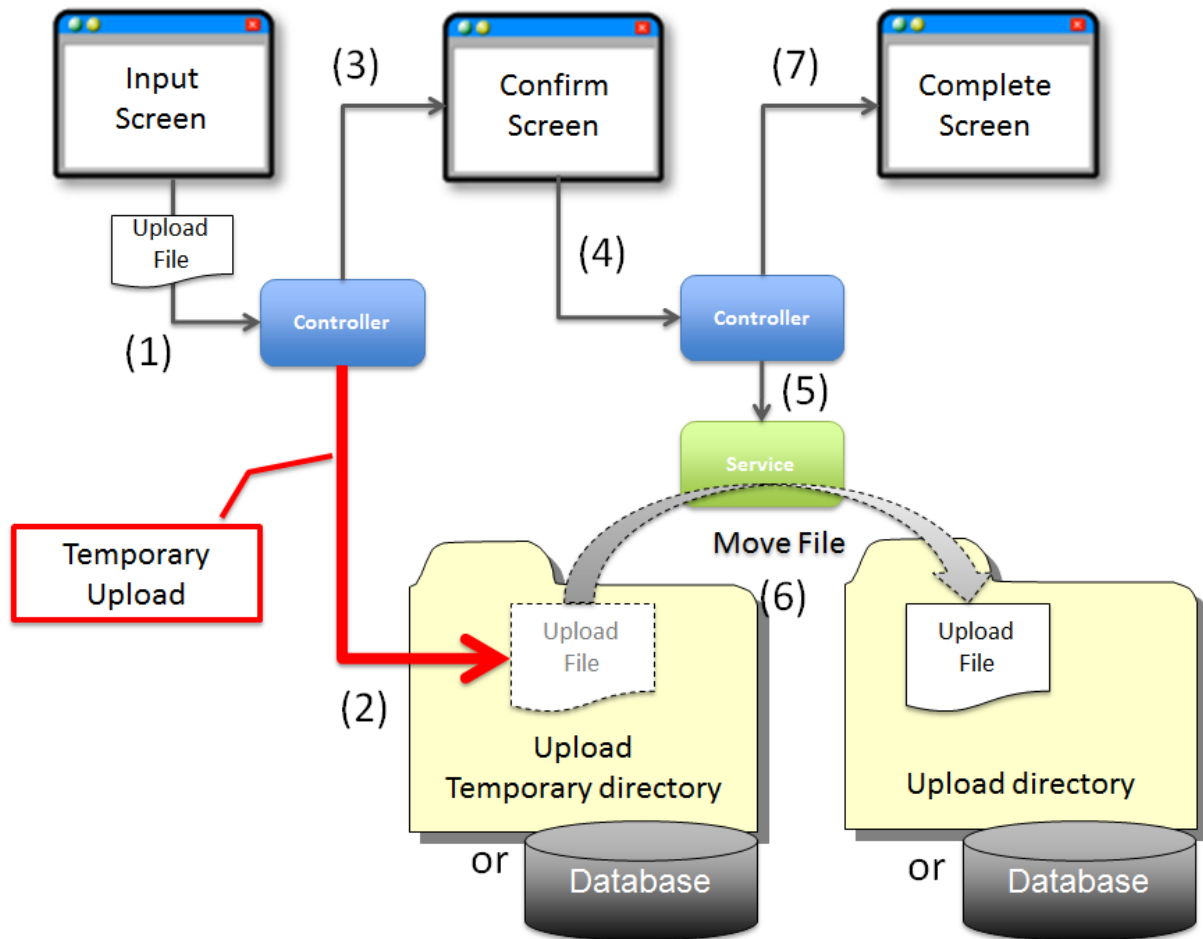 Input
Screen
(3)
Confirm
Screen
(7)
Complete
Screen
Upload
File
(1)
Controller
(4)
Controller
(5)
Service
Temporary
Upload
Move File
(6)
Upload
File
(2)
Upload
Temporary directory
Upload
File
Upload directory
or
Database
or
Database